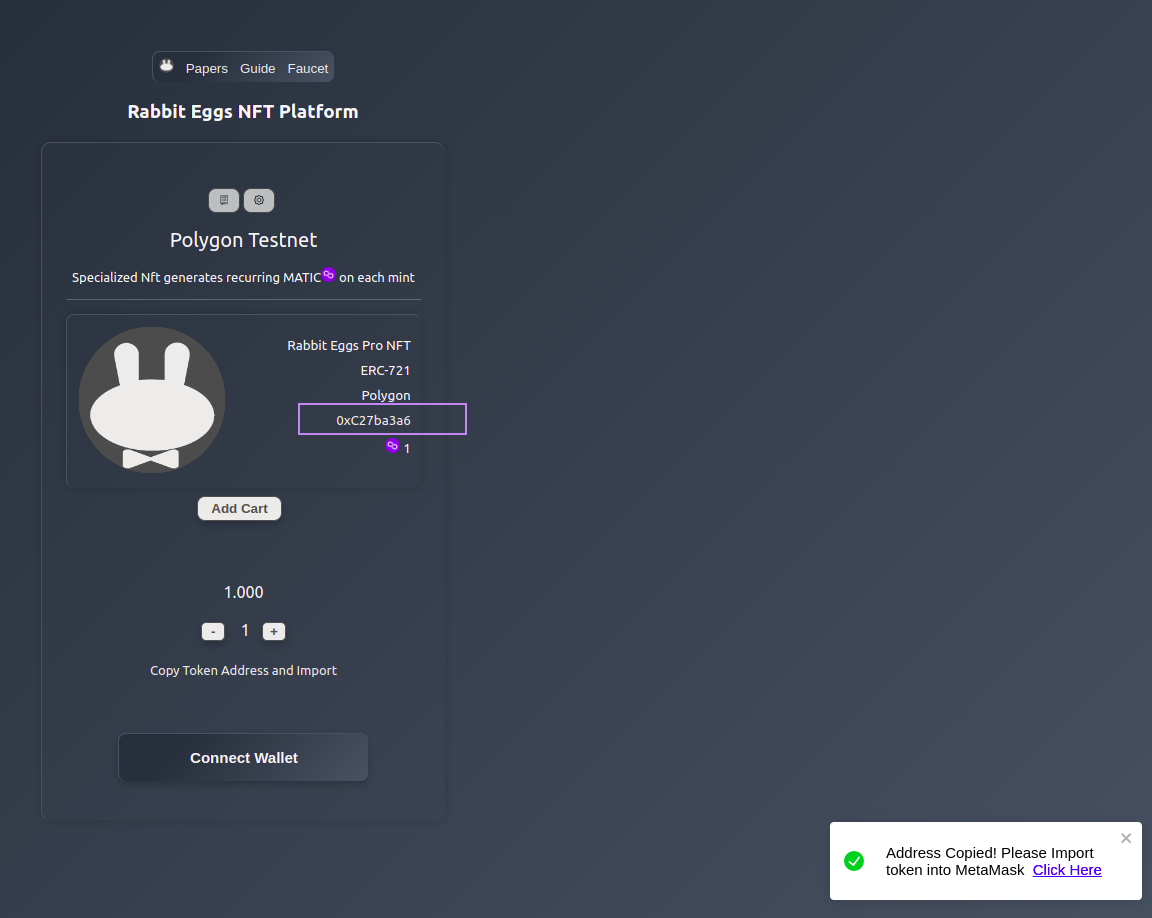 Papers Guide Faucet
Rabbit Eggs NFT Platform
Polygon Testnet
Specialized Nft generates recurring MATIC on each mint
Rabbit Eggs Pro NFT
ERC-721
Polygon
0xC27ba3a6
1
Add Cart
1.000
- 1 +
Copy Token Address and Import
Connect Wallet
Address Copied! Please Import
token into MetaMask Click Here